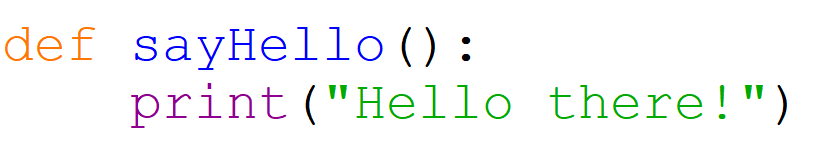 def sayHello():
    print("Hello there!")